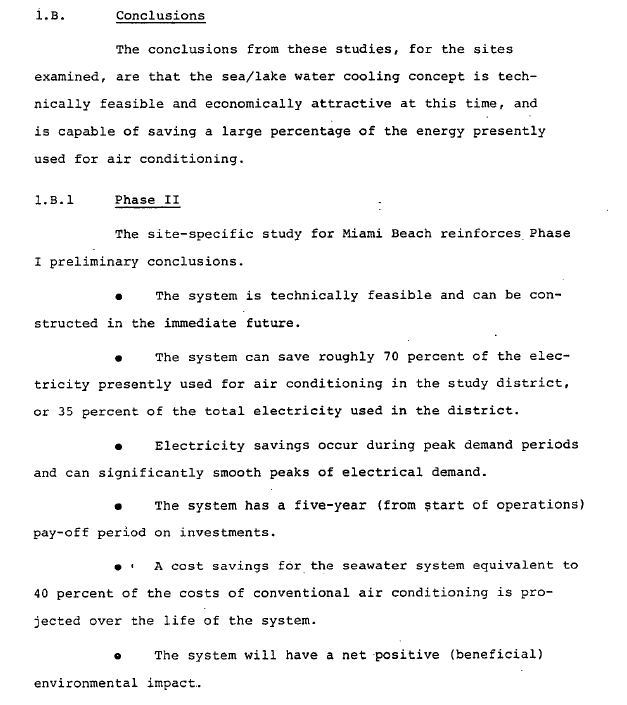 1.B. Conclusions
The conclusions from these studies, for the sites
examined, are that the sea/lake water cooling concept is tech-
nically feasible and economically attractive at this time, and
is capable of saving a large percentage of the energy presently
used for air conditioning.
1.B.1 Phase II
The site-specific study for Miami Beach reinforces Phase
I preliminary conclusions.
● The system is technically feasible and can be con-
structed in the immediate future.
● The system can save roughly 70 percent of the elec-
tricity presently used for air conditioning in the study district,
or 35 percent of the total electricity used in the district.
● Electricity savings occur during peak demand periods
and can significantly smooth peaks of electrical demand.
● The system has a five-year (from start of operations)
pay-off period on investments.
● A cost savings for the seawater system equivalent to
40 percent of the costs of conventional air conditioning is pro-
jected over the life of the system.
● The system will have a net positive (beneficial)
environmental impact.